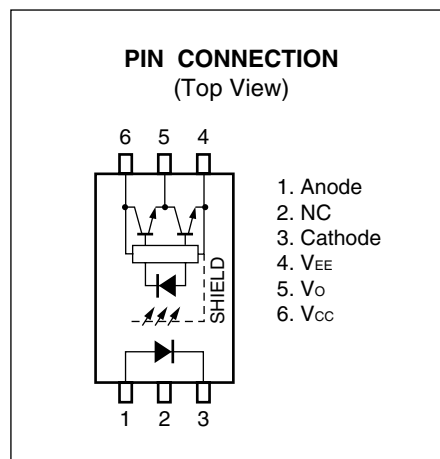 PIN CONNECTION
(Top View)
6 5 4
SHIELD
1 2 3
1. Anode
2. NC
3. Cathode
4. VEE
5. VO
6. VCC